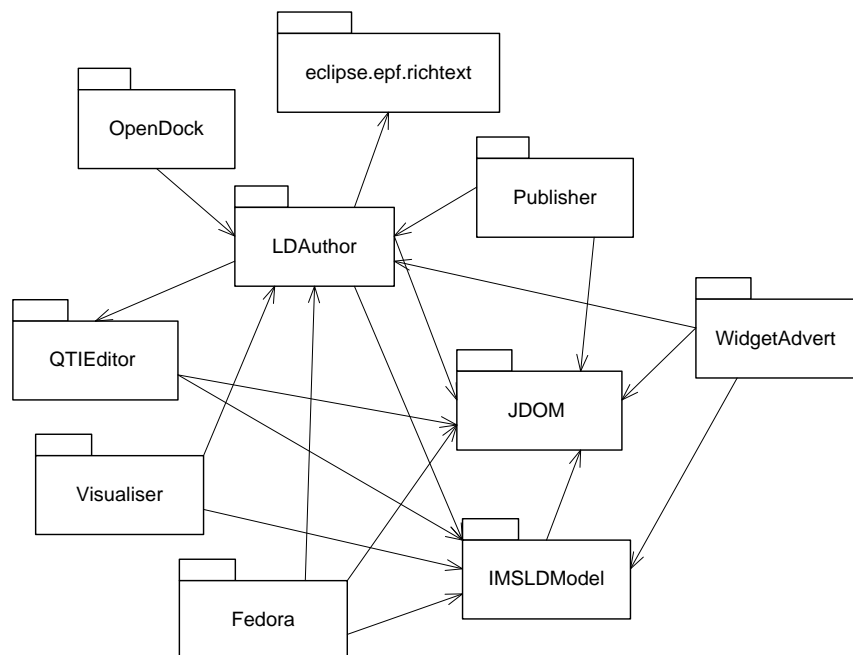 eclipse.epf.richtext
OpenDock
Publisher
LDAuthor
WidgetAdvert
QTIEditor
JDOM
Visualiser
IMSLDModel
Fedora